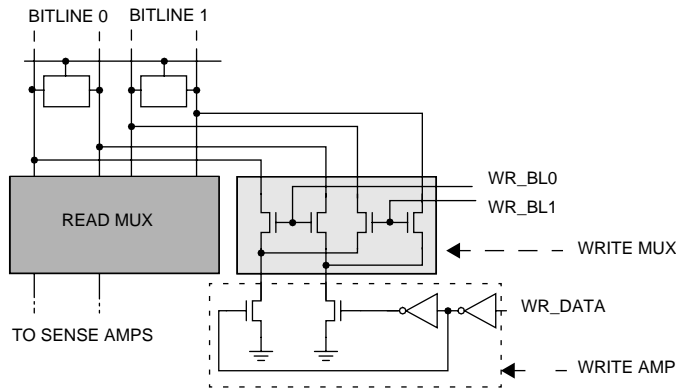 BITLINE 0 BITLINE 1
WR_BL0
READ MUX
WR_BL1
WRITE MUX
WR_DATA
TO SENSE AMPS
WRITE AMP